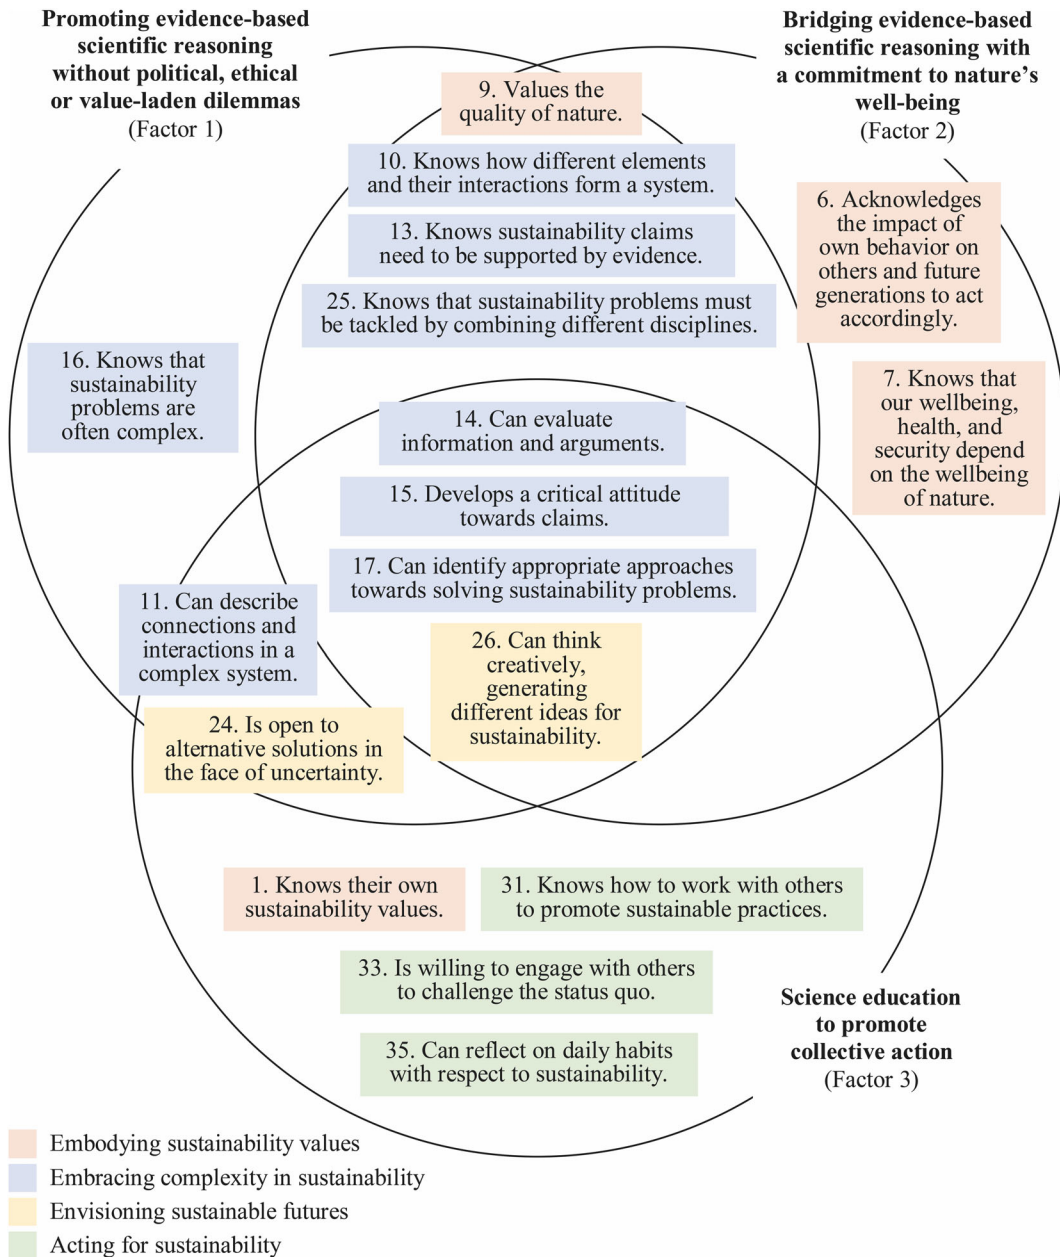 Promoting evidence-based
scientific reasoning
without political, ethical
or value-laden dilemmas
(Factor 1)
Bridging evidence-based
scientific reasoning with
a commitment to nature's
well-being
(Factor 2)
9. Values the
quality of nature.
10. Knows how different elements
and their interactions form a system.
13. Knows sustainability claims
need to be supported by evidence.
25. Knows that sustainability problems must
be tackled by combining different disciplines.
6. Acknowledges
the impact of
own behavior on
others and future
generations to act
accordingly.
16. Knows that
sustainability
problems are
often complex.
7. Knows that
our wellbeing,
health, and
security depend
on the wellbeing
of nature.
14. Can evaluate
information and arguments.
15. Develops a critical attitude
towards claims.
17. Can identify appropriate approaches
towards solving sustainability problems.
11. Can describe
connections and
interactions in a
complex system.
26. Can think
creatively,
generating
different ideas for
sustainability.
24. Is open to
alternative solutions in
the face of uncertainty.
1. Knows their own
sustainability values.
31. Knows how to work with others
to promote sustainable practices.
33. Is willing to engage with others
to challenge the status quo.
35. Can reflect on daily habits
with respect to sustainability.
Science education
to promote
collective action
(Factor 3)
Embodying sustainability values
Embracing complexity in sustainability
Envisioning sustainable futures
Acting for sustainability